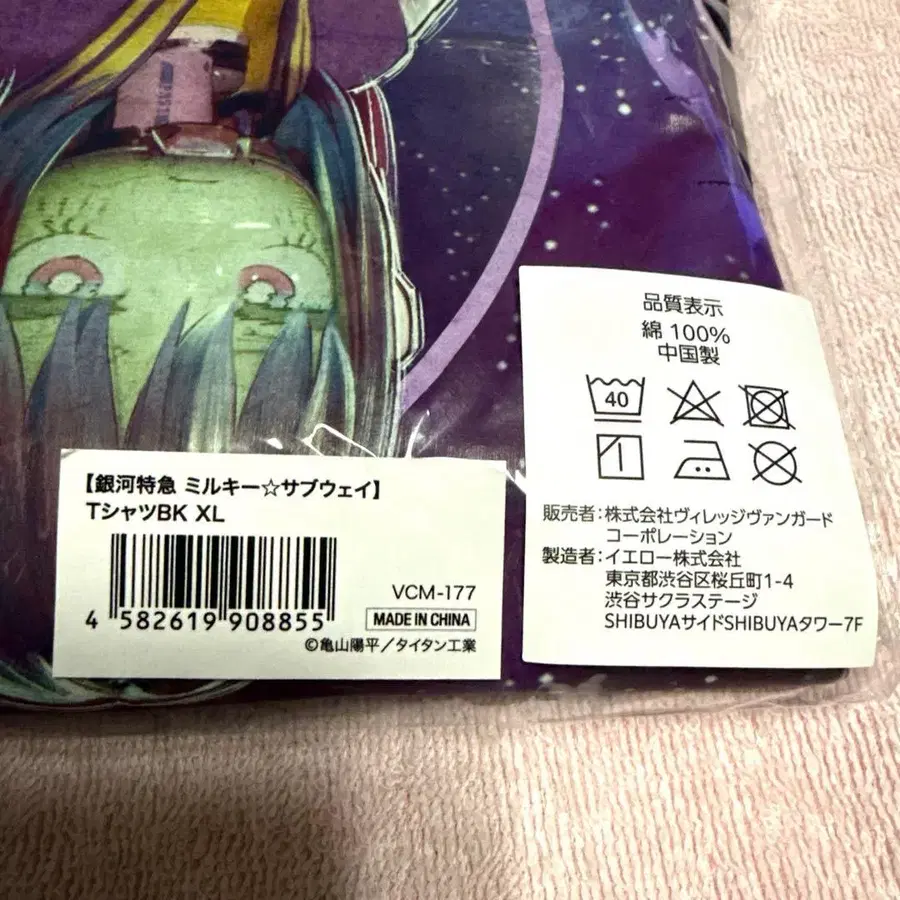 【銀河特急 ミルキー☆サブウェイ】
TシャツBK XL
4 582619 908855
VCM-177
MADE IN CHINA
©亀山陽平／タイタン工業
品質表示
綿 100%
中国製
40
販売者：株式会社ヴィレッジヴァンガード
コーポレーション
製造者：イエロー株式会社
東京都渋谷区桜丘町1-4
渋谷サクラステージ
SHIBUYAサイドSHIBUYAタワー7F